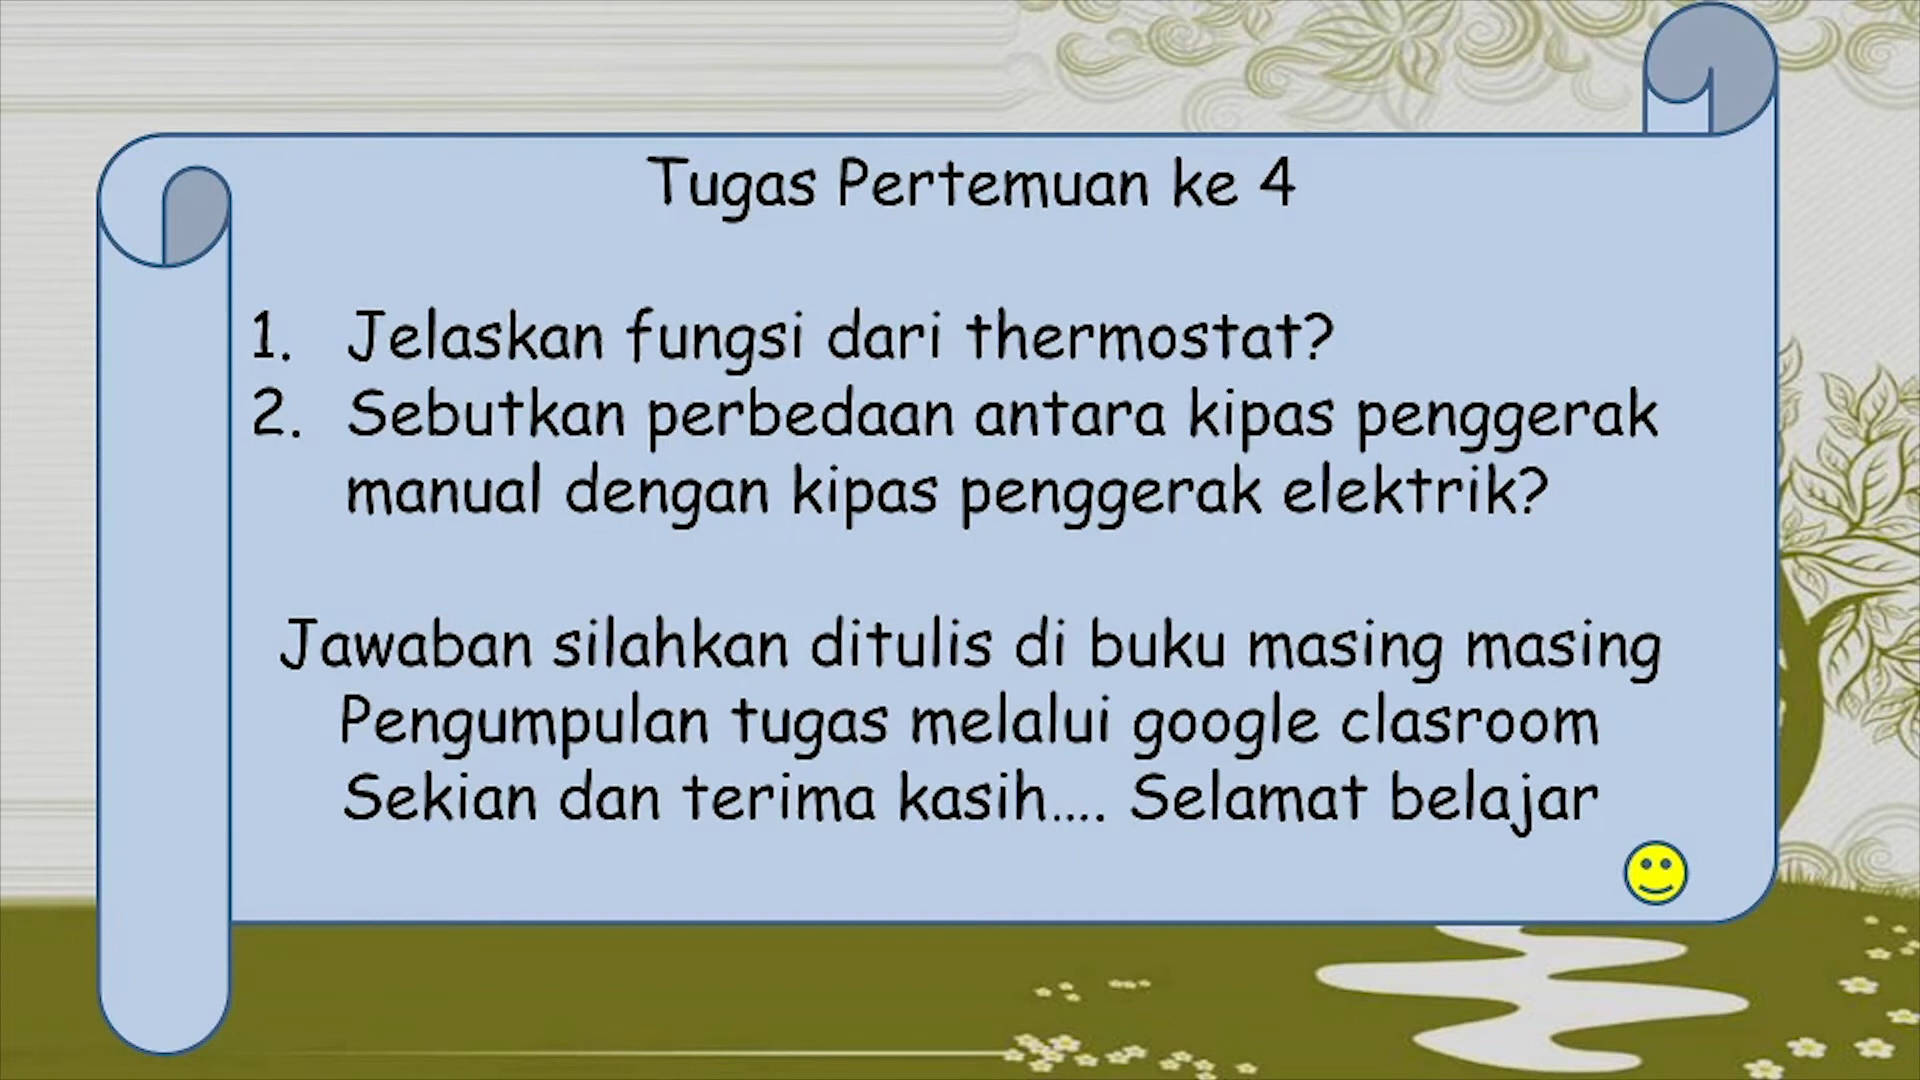 Tugas Pertemuan ke 4
1. Jelaskan fungsi dari thermostat?
2. Sebutkan perbedaan antara kipas penggerak
manual dengan kipas penggerak elektrik?
Jawaban silahkan ditulis di buku masing masing
Pengumpulan tugas melalui google clasroom
Sekian dan terima kasih.... Selamat belajar